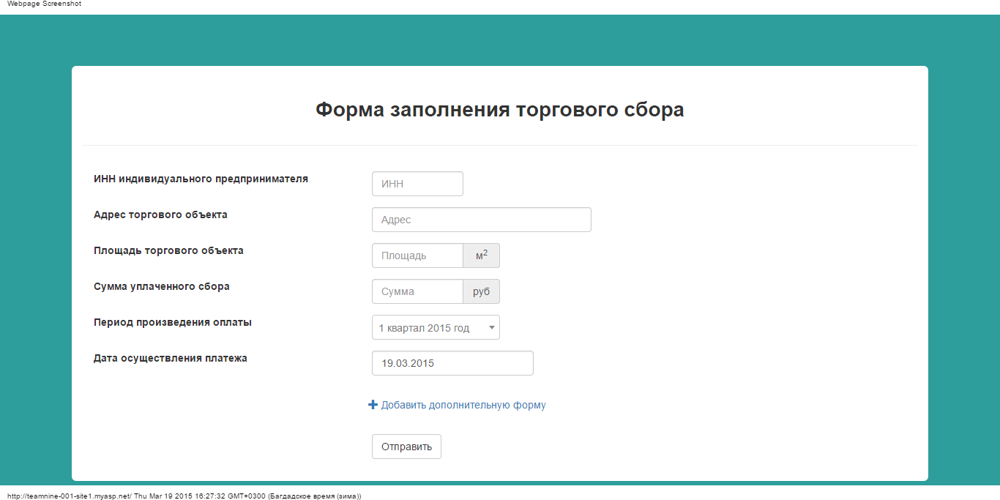 Webpage Screenshot
Форма заполнения торгового сбора
ИНН индивидуального предпринимателя
ИНН
Адрес торгового объекта
Адрес
Площадь торгового объекта
Площадь м²
Сумма уплаченного сбора
Сумма руб
Период произведения оплаты
1 квартал 2015 год
Дата осуществления платежа
19.03.2015
Добавить дополнительную форму
Отправить
http://teamnine-001-site1.myasp.net/ Thu Mar 19 2015 16:27:32 GMT+0300 (Багдадское время (зима))